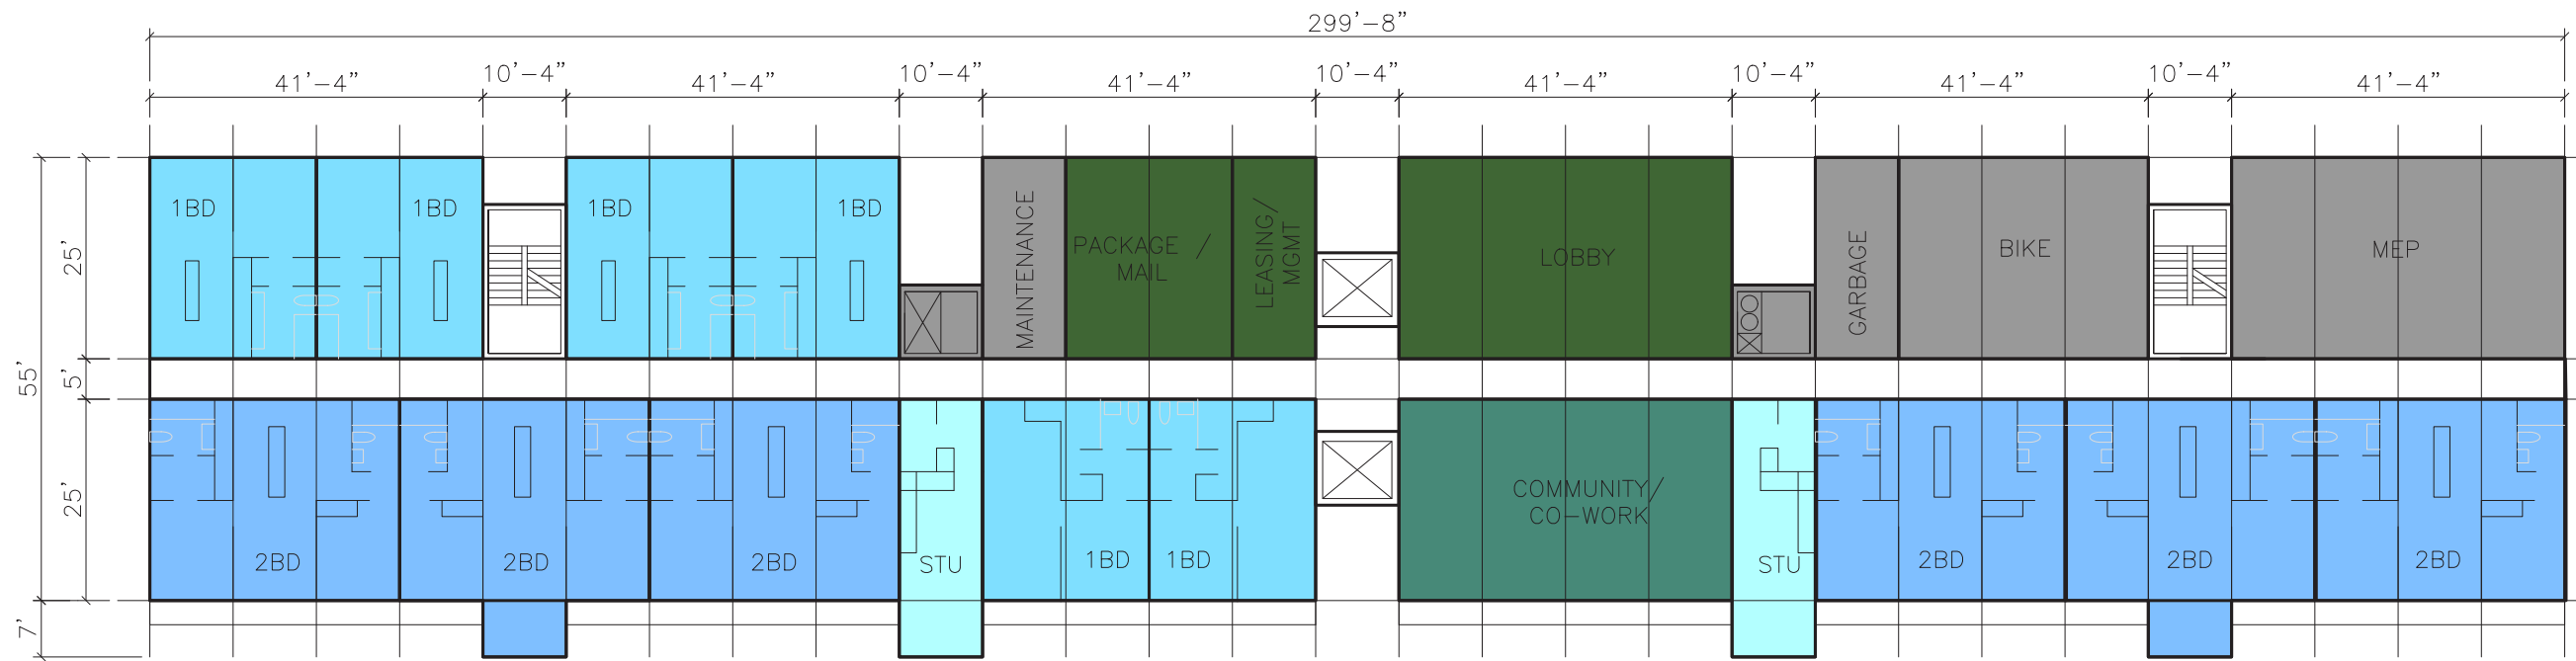 299'-8"
41'-4"
10'-4"
41'-4"
10'-4"
41'-4"
10'-4"
41'-4"
10'-4"
41'-4"
10'-4"
41'-4"
55'
25'
5'
25'
7'
1BD
1BD
1BD
1BD
MAINTENANCE
PACKAGE /
MAIL
LEASING/
MGMT
LOBBY
GARBAGE
BIKE
MEP
2BD
2BD
2BD
STU
1BD
1BD
COMMUNITY/
CO-WORK
STU
2BD
2BD
2BD